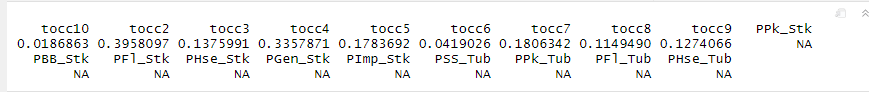 tocc10 tocc2 tocc3 tocc4 tocc5 tocc6 tocc7 tocc8 tocc9 PPk_Stk
0.0186863 0.3958097 0.1375991 0.3357871 0.1783692 0.0419026 0.1806342 0.1149490 0.1274066 NA
PBB_Stk PFl_Stk PHse_Stk PGen_Stk PImp_Stk PSS_Tub PPk_Tub PFl_Tub PHse_Tub
NA NA NA NA NA NA NA NA NA